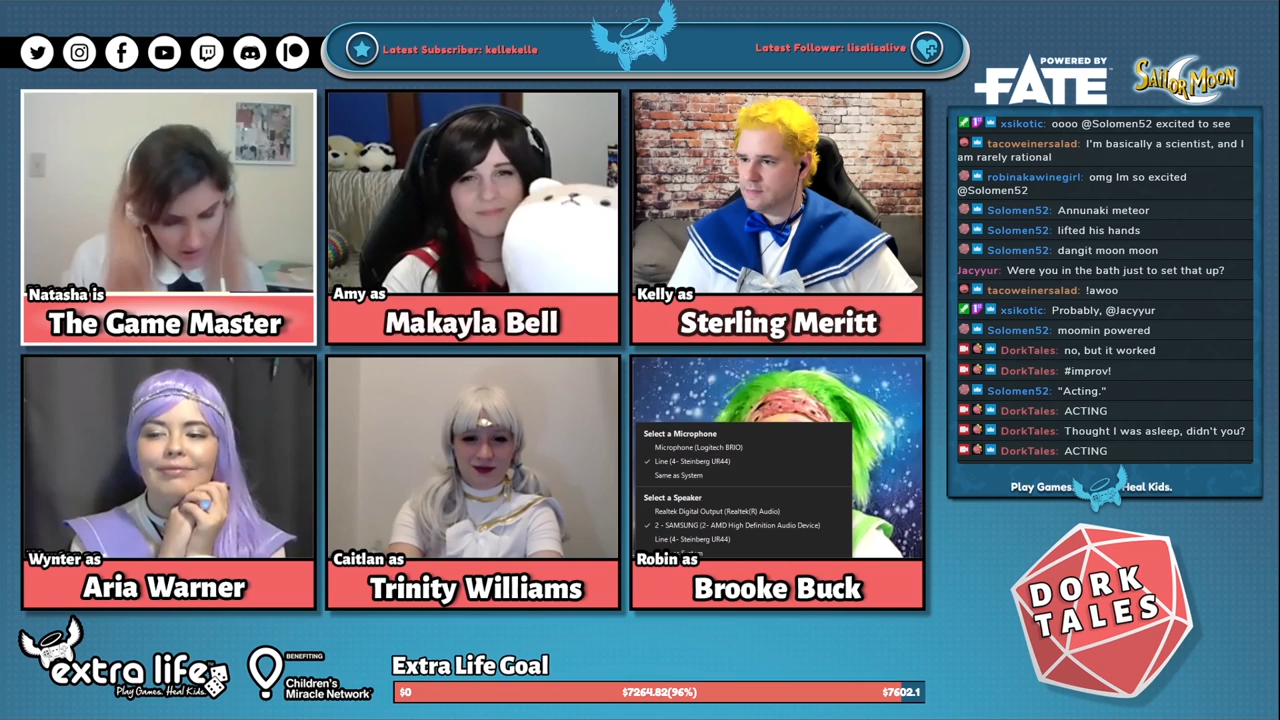 Latest Subscriber: kellekelle
Latest Follower: lisalisalive
POWERED BY
FATE™
SAILOR MOON
Natasha is
The Game Master
Amy as
Makayla Bell
Kelly as
Sterling Meritt
Wynter as
Aria Warner
Caitlan as
Trinity Williams
Select a Microphone
Microphone (Logitech BRIO)
✓ Line (4- Steinberg UR44)
Same as System
Select a Speaker
Realtek Digital Output (Realtek(R) Audio)
✓ 2 - SAMSUNG (2- AMD High Definition Audio Device)
Line (4- Steinberg UR44)
Robin as
Brooke Buck
xsikotic: oooo @Solomen52 excited to see
tacoweinersalad: I'm basically a scientist, and I
am rarely rational
robinakawinegirl: omg Im so excited
@Solomen52
Solomen52: Annunaki meteor
Solomen52: lifted his hands
Solomen52: dangit moon moon
Jacyyur: Were you in the bath just to set that up?
tacoweinersalad: !awoo
xsikotic: Probably, @Jacyyur
Solomen52: moomin powered
DorkTales: no, but it worked
DorkTales: #improv!
Solomen52: "Acting."
DorkTales: ACTING
DorkTales: Thought I was asleep, didn't you?
DorkTales: ACTING
Play Games. Heal Kids.
DORK
TALES
extra life
Play Games. Heal Kids.
BENEFITING
Children's
Miracle Network
Extra Life Goal
$0
$7264.82(96%)
$7602.1